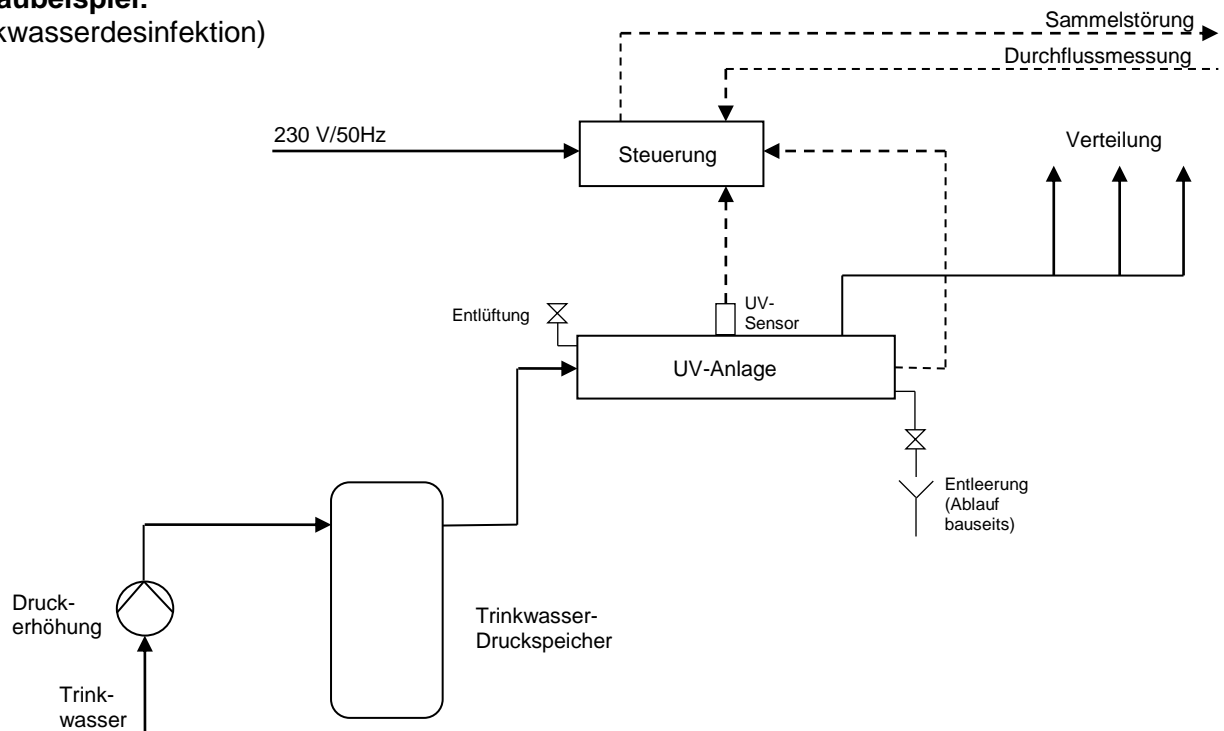 kwasserdesinfektion)
Sammelstörung
Durchflussmessung
230 V/50Hz
Steuerung
Verteilung
Entlüftung
UV-
Sensor
UV-Anlage
Entleerung
(Ablauf
bauseits)
Druck-
erhöhung
Trinkwasser-
Druckspeicher
Trink-
wasser